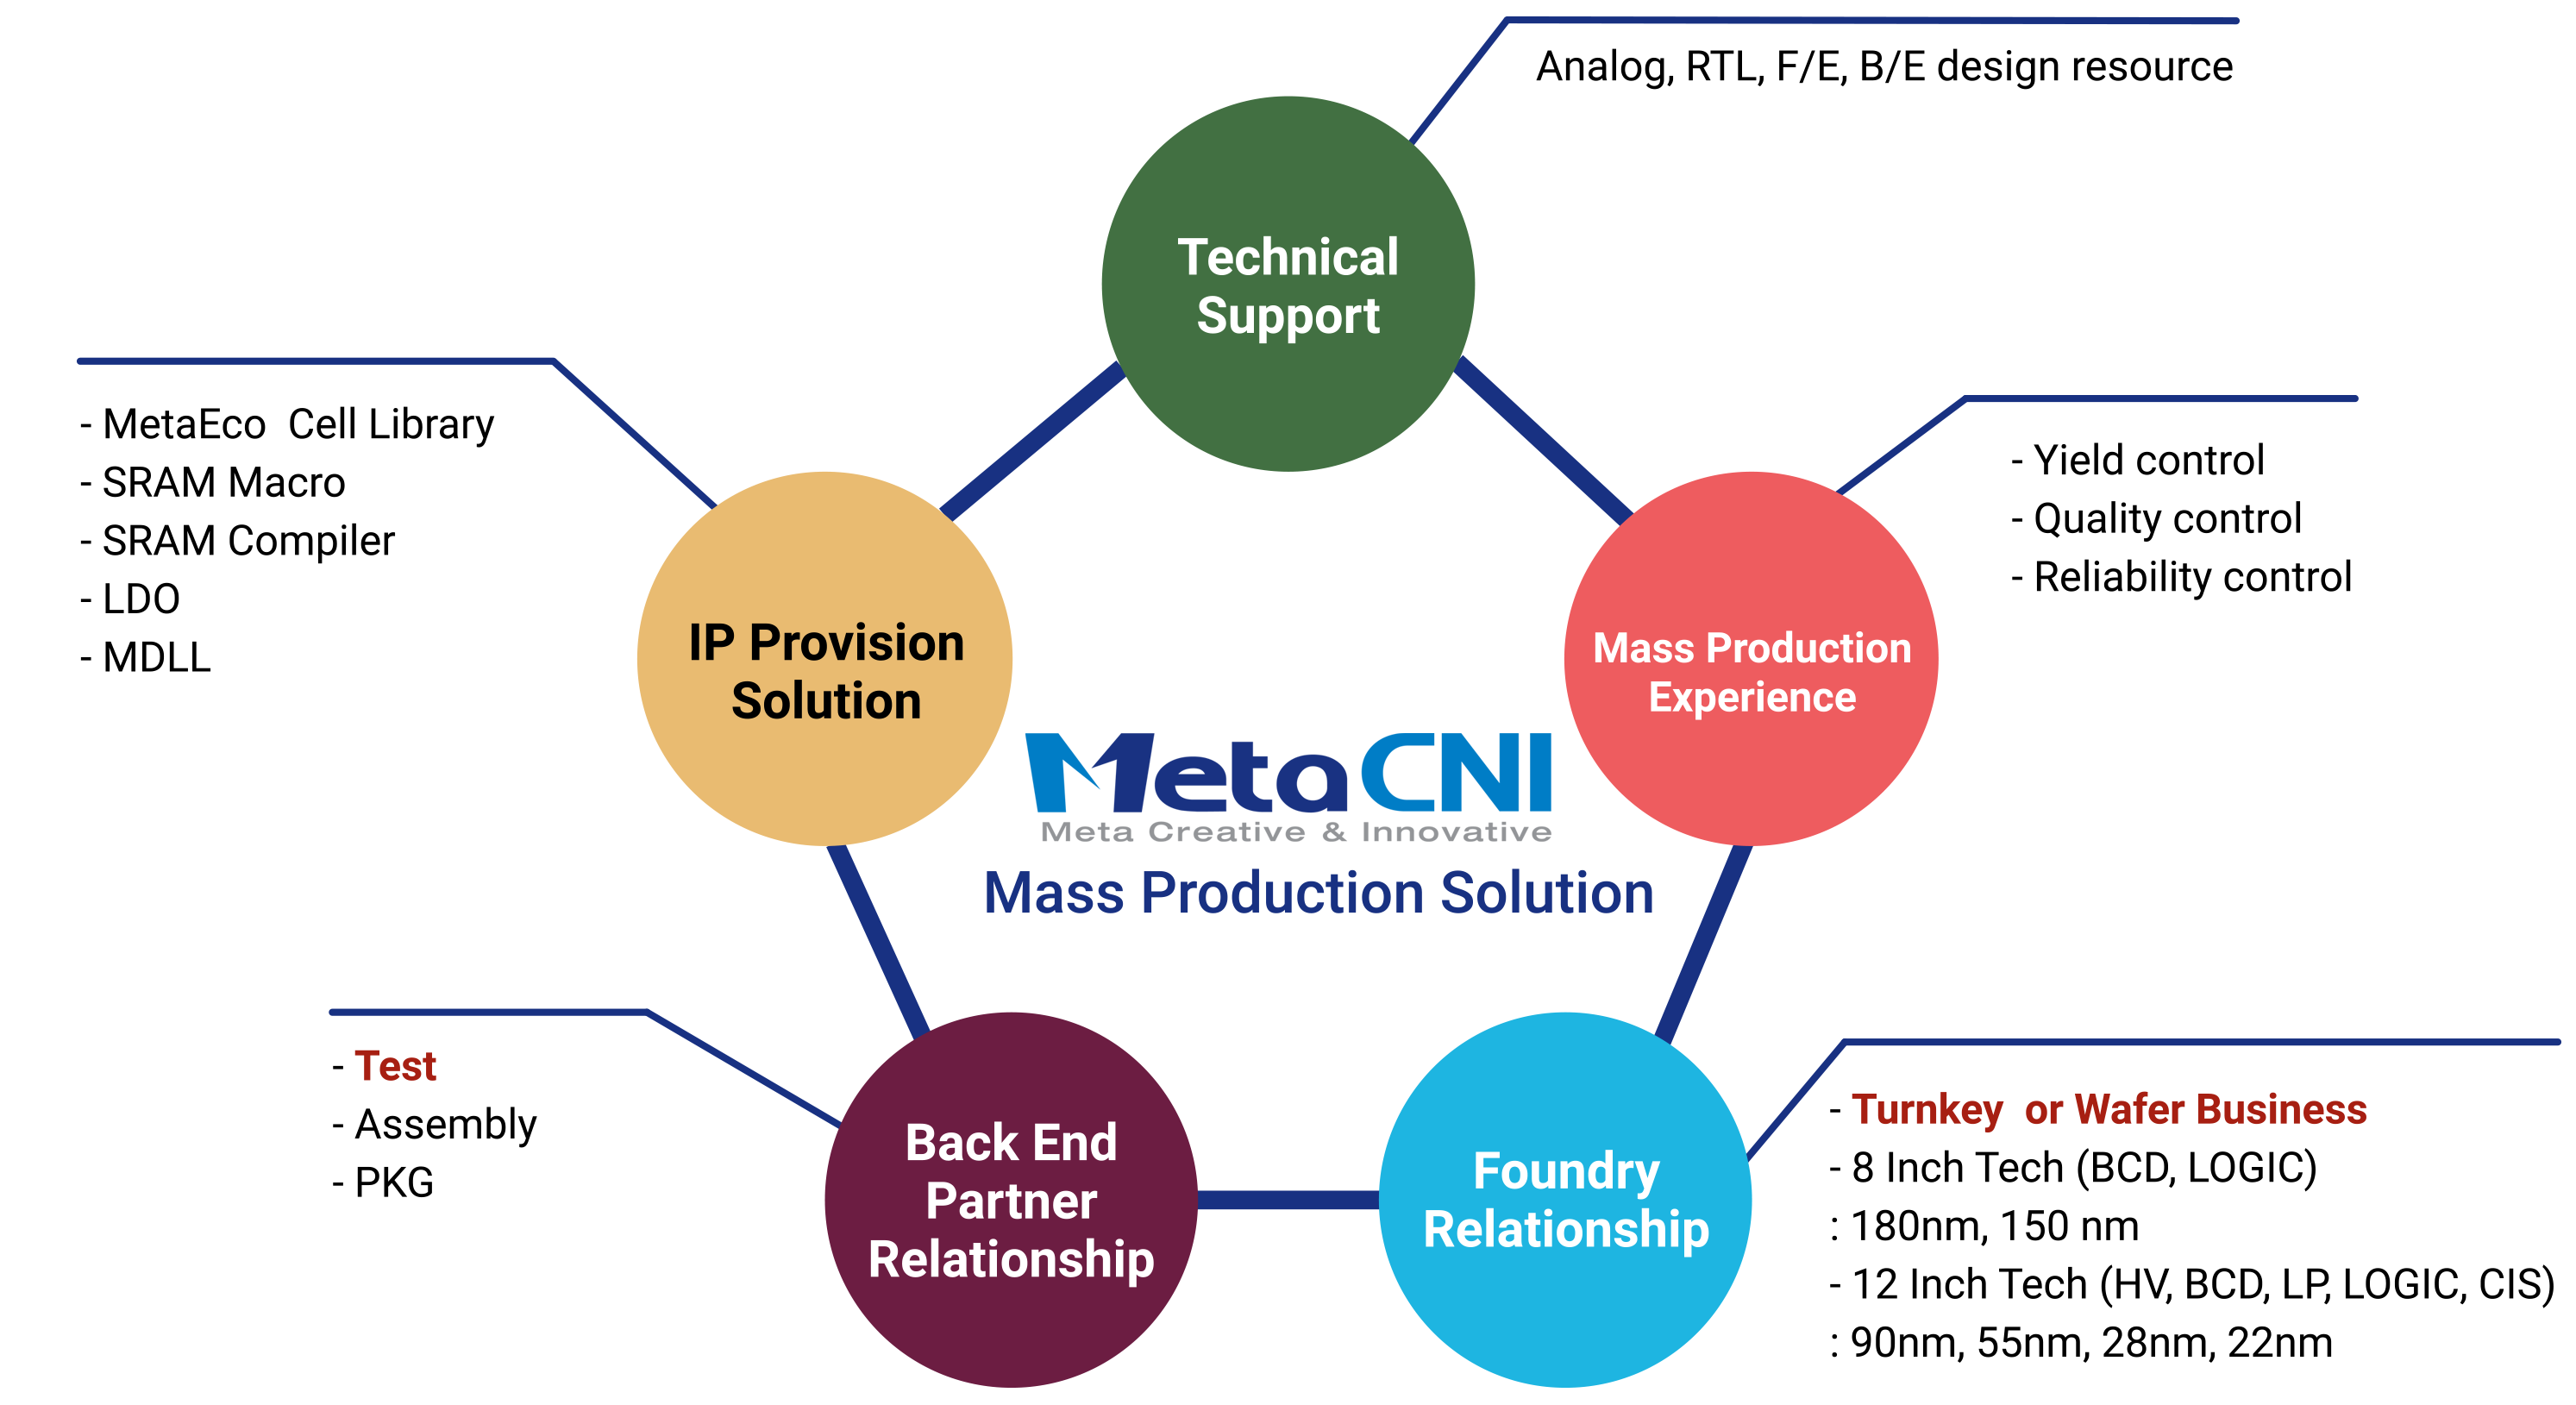 Analog, RTL, F/E, B/E design resource
Technical
Support
- MetaEco  Cell Library
- SRAM Macro
- SRAM Compiler
- LDO
- MDLL
- Yield control
- Quality control
- Reliability control
IP Provision
Solution
Mass Production
Experience
Meta CNI
Meta Creative & Innovative
Mass Production Solution
- Test
- Assembly
- PKG
Back End
Partner
Relationship
Foundry
Relationship
- Turnkey  or Wafer Business
- 8 Inch Tech (BCD, LOGIC)
: 180nm, 150 nm
- 12 Inch Tech (HV, BCD, LP, LOGIC, CIS)
: 90nm, 55nm, 28nm, 22nm